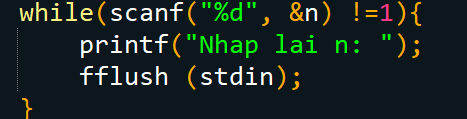 while(scanf("%d", &n) !=1){
printf("Nhap lai n: ");
fflush (stdin);
}